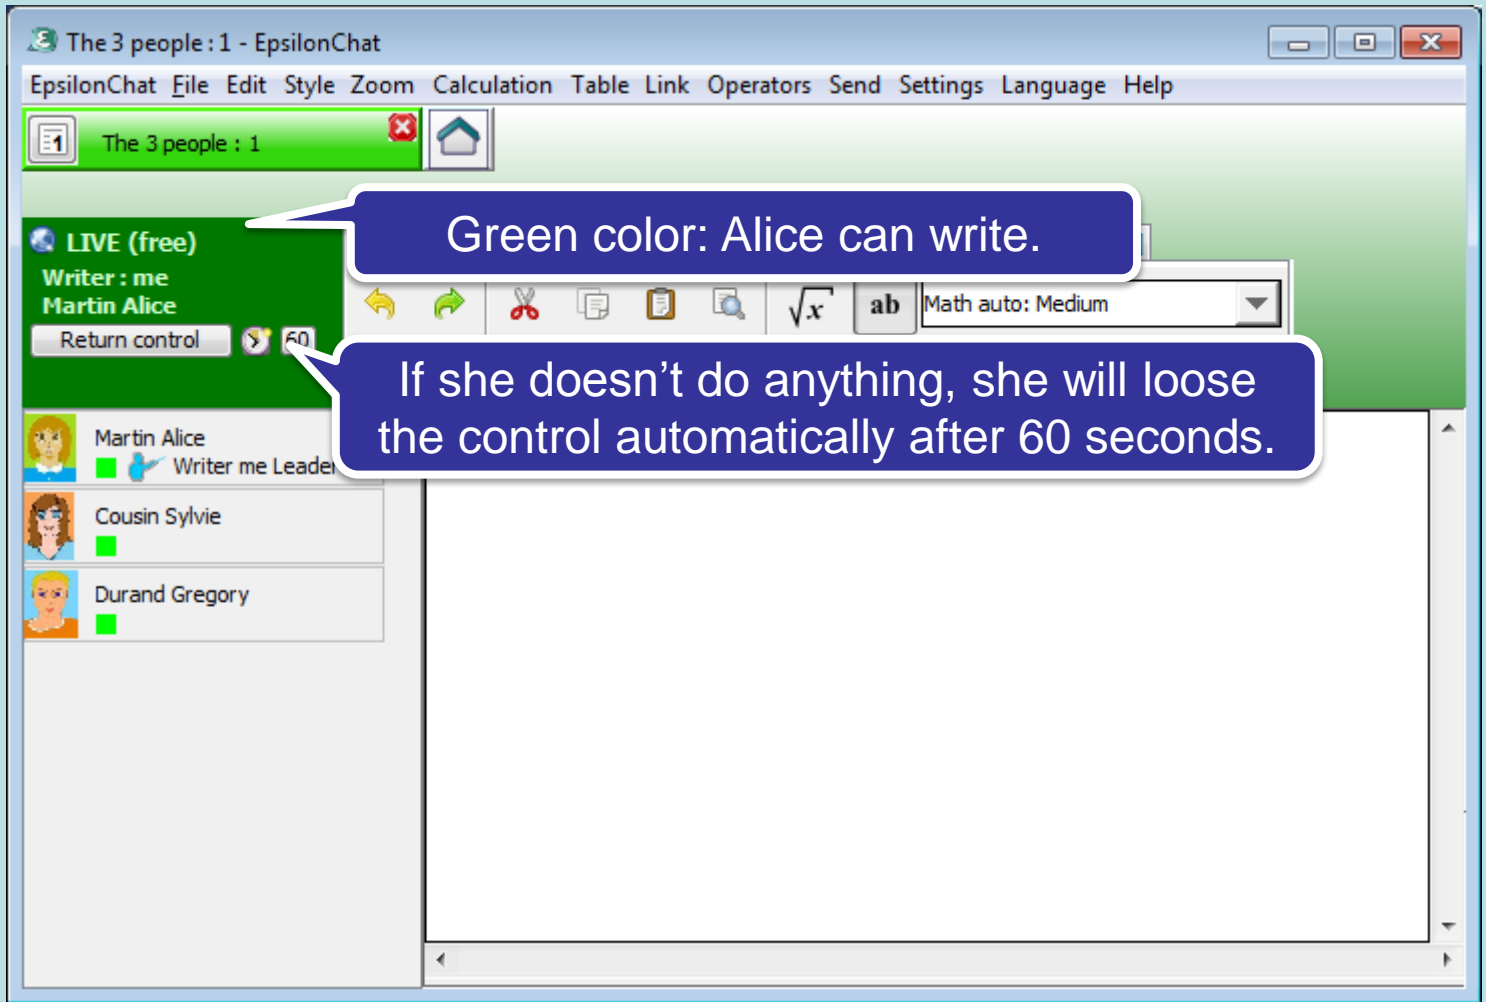 The 3 people : 1 - EpsilonChat
EpsilonChat File Edit Style Zoom Calculation Table Link Operators Send Settings Language Help
1 The 3 people : 1
Green color: Alice can write.
LIVE (free)
Writer : me
Martin Alice
√x ab Math auto: Medium
Return control 60
If she doesn’t do anything, she will loose
the control automatically after 60 seconds.
Martin Alice
Writer me Leader
Cousin Sylvie
Durand Gregory